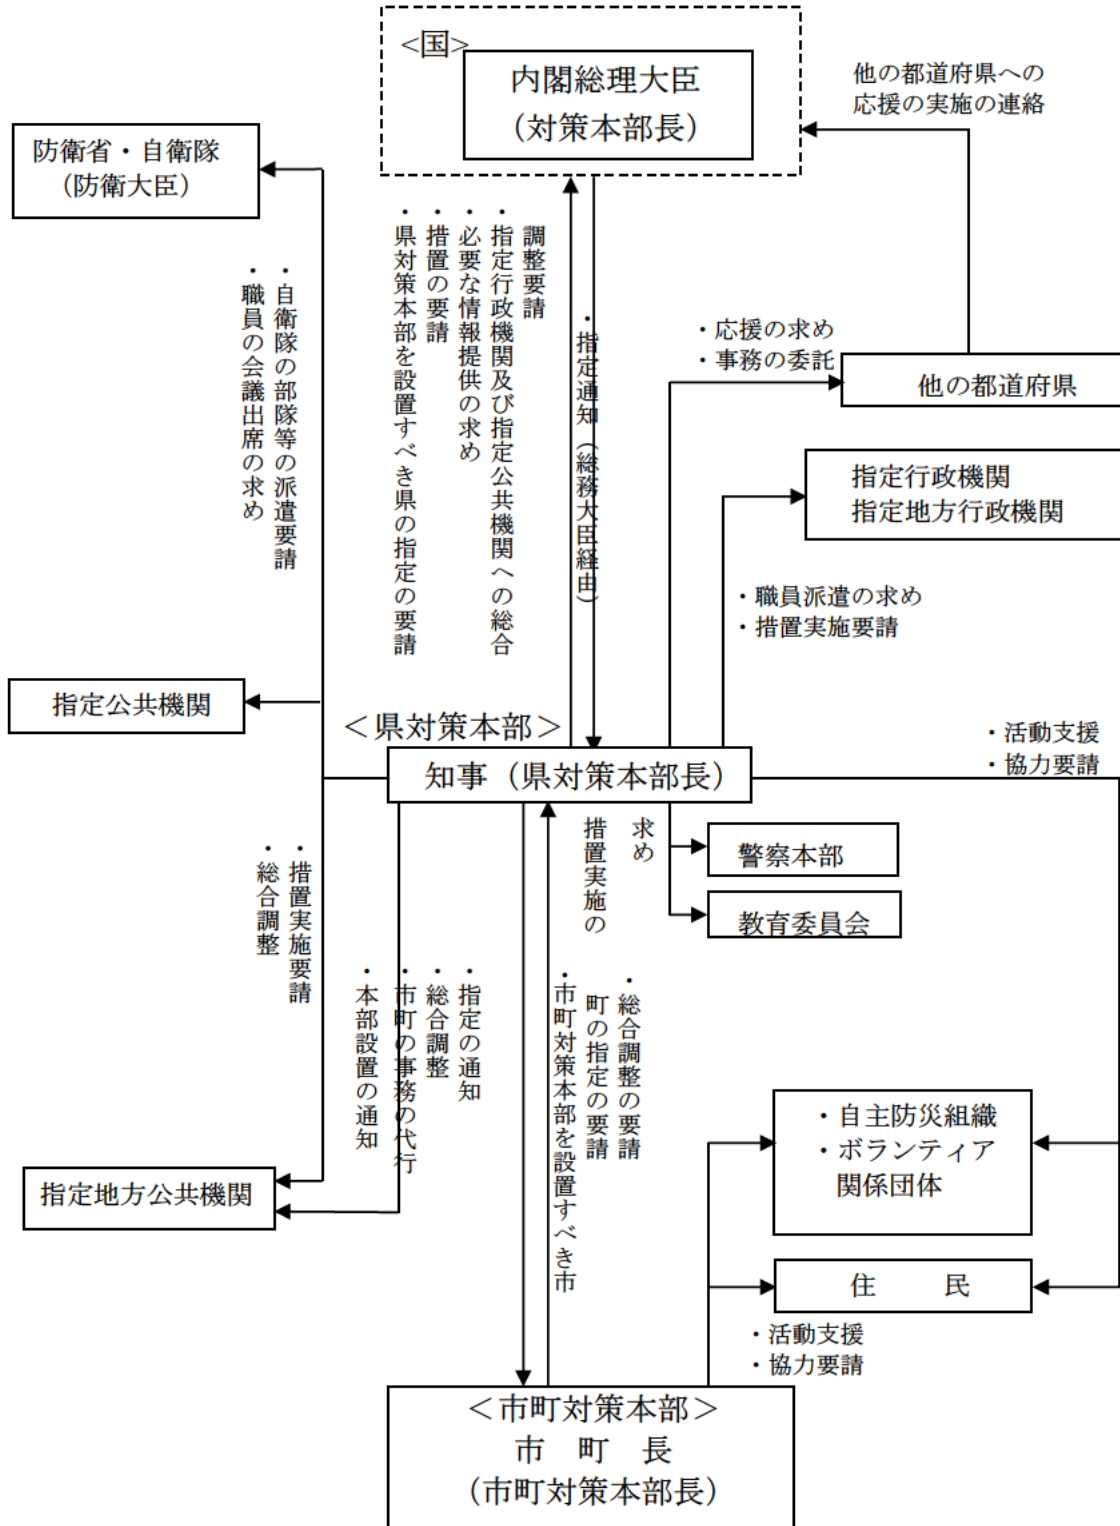 <国>
内閣総理大臣
（対策本部長）
他の都道府県への
応援の実施の連絡
防衛省・自衛隊
（防衛大臣）
・自衛隊の部隊等の派遣要請
・職員の会議出席の求め
調整要請
・指定行政機関及び指定公共機関への総合
・必要な情報提供の求め
・措置の要請
・県対策本部を設置すべき県の指定の要請
・指定通知（総務大臣経由）
・応援の求め
・事務の委託
他の都道府県
指定行政機関
指定地方行政機関
・職員派遣の求め
・措置実施要請
指定公共機関
＜県対策本部＞
知事（県対策本部長）
・活動支援
・協力要請
求め
措置実施の
警察本部
教育委員会
・措置実施要請
・総合調整
・指定の通知
・総合調整
・市町の事務の代行
・本部設置の通知
・総合調整の要請
町の指定の要請
・市町対策本部を設置すべき市
指定地方公共機関
・自主防災組織
・ボランティア
関係団体
住　　民
・活動支援
・協力要請
＜市町対策本部＞
市　町　長
（市町対策本部長）